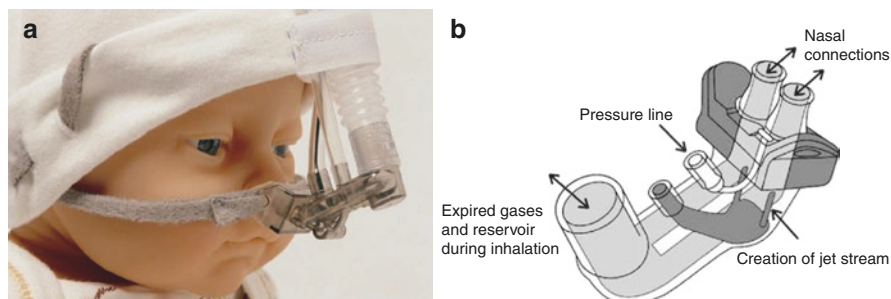 a
b
Nasal
connections
Pressure line
Expired gases
and reservoir
during inhalation
Creation of jet stream